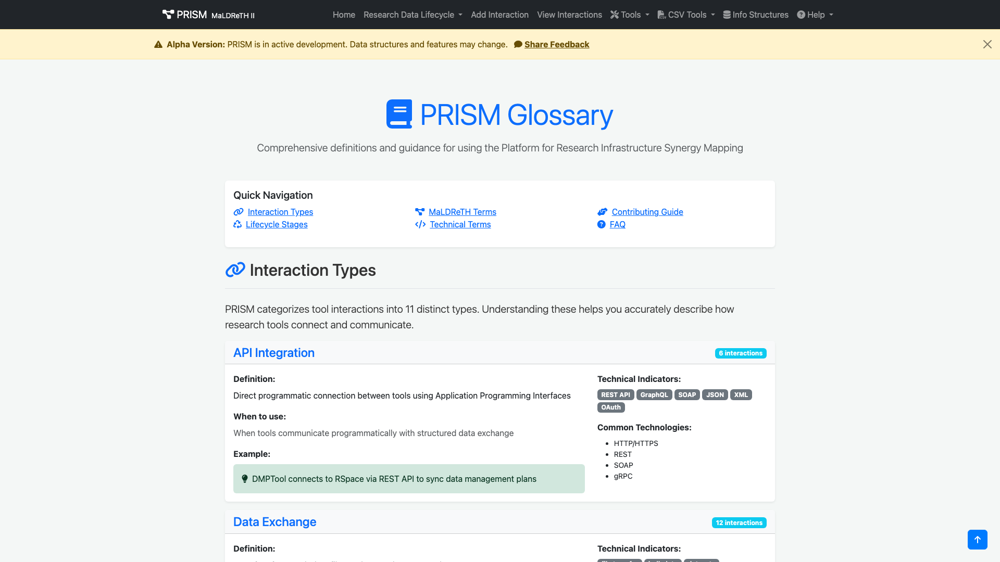 PRISM MaLDReTH II
Home
Research Data Lifecycle
Add Interaction
View Interactions
Tools
CSV Tools
Info Structures
Help
Alpha Version: PRISM is in active development. Data structures and features may change. Share Feedback
PRISM Glossary
Comprehensive definitions and guidance for using the Platform for Research Infrastructure Synergy Mapping
Quick Navigation
Interaction Types
Lifecycle Stages
MaLDReTH Terms
Technical Terms
Contributing Guide
FAQ
Interaction Types
PRISM categorizes tool interactions into 11 distinct types. Understanding these helps you accurately describe how
research tools connect and communicate.
API Integration
6 interactions
Definition:
Direct programmatic connection between tools using Application Programming Interfaces
When to use:
When tools communicate programmatically with structured data exchange
Example:
DMPTool connects to RSpace via REST API to sync data management plans
Technical Indicators:
REST API GraphQL SOAP JSON XML
OAuth
Common Technologies:
HTTP/HTTPS
REST
SOAP
gRPC
Data Exchange
12 interactions
Definition:
Technical Indicators: